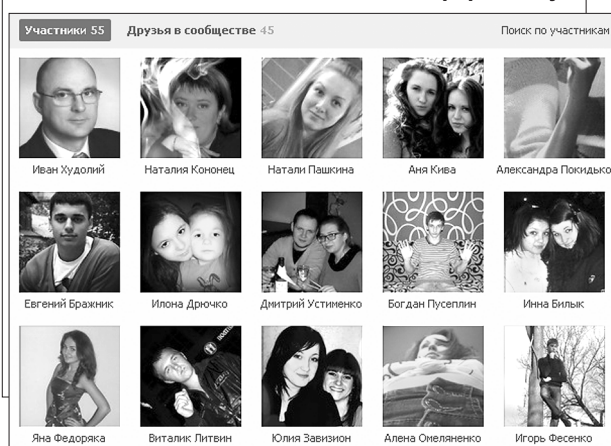 Участники 55 Друзья в сообществе 45 Поиск по участникам
Иван Худолий Наталия Кононец Натали Пашкина Аня Кива Александра Покидько
Евгений Бражник Илона Дрючко Дмитрий Устименко Богдан Пусеплин Инна Билык
Яна Федоряка Виталик Литвин Юлия Завизион Алена Омеляненко Игорь Фесенко